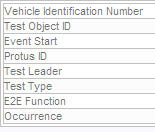 Vehicle Identification Number
Test Object ID
Event Start
Protus ID
Test Leader
Test Type
E2E Function
Occurrence